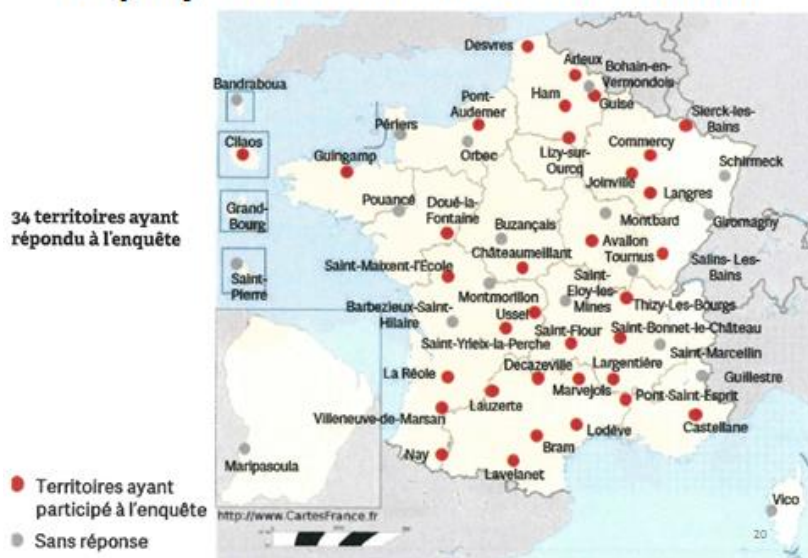 Desvres
Arleux
Bohain-en-
Vermondois
Bandraboua
Ham
Guise
Pont-
Audemer
Sierck-les-
Bains
Périers
Cilaos
Commercy
Guingamp
Orbec
Lizy-sur-
Ourcq
Schirmeck
Joinville
Langres
34 territoires ayant
répondu à l'enquête
Grand-
Bourg
Pouancé
Doué-la-
Fontaine
Buzançais
Montbard
Giromagny
Avallon
Tournus
Salins- Les-
Bains
Châteaumeillant
Saint-Maixent-l'École
Saint-
Pierre
Saint-
Eloy-les-
Mines
Montmorillon
Thizy-Les-Bourgs
Barbezieux-Saint-
Hilaire
Ussel
Saint-Flour
Saint-Bonnet-le-Château
Saint-Yrieix-la-Perche
Saint-Marcellin
Decazeville
Largentière
La Réole
Guillestre
Marvejols
Pont-Saint-Esprit
Lauzerte
Villeneuve-de-Marsan
Castellane
Lodève
Bram
Nay
Maripasoula
Lavelanet
Territoires ayant
participé à l'enquête
Sans réponse
http://www.CartesFrance.fr
Vico
20